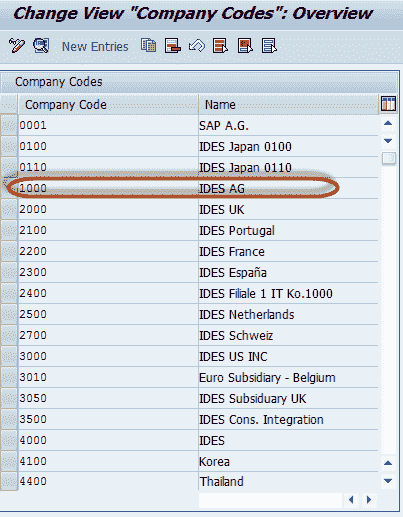 Change View "Company Codes": Overview
New Entries
Company Codes
Company Code Name
0001 SAP A.G.
0100 IDES Japan 0100
0110 IDES Japan 0110
1000 IDES AG
2000 IDES UK
2100 IDES Portugal
2200 IDES France
2300 IDES España
2400 IDES Filiale 1 IT Ko.1000
2500 IDES Netherlands
2700 IDES Schweiz
3000 IDES US INC
3010 Euro Subsidiary - Belgium
3050 IDES Subsiduary UK
3500 IDES Cons. Integration
4000 IDES
4100 Korea
4400 Thailand